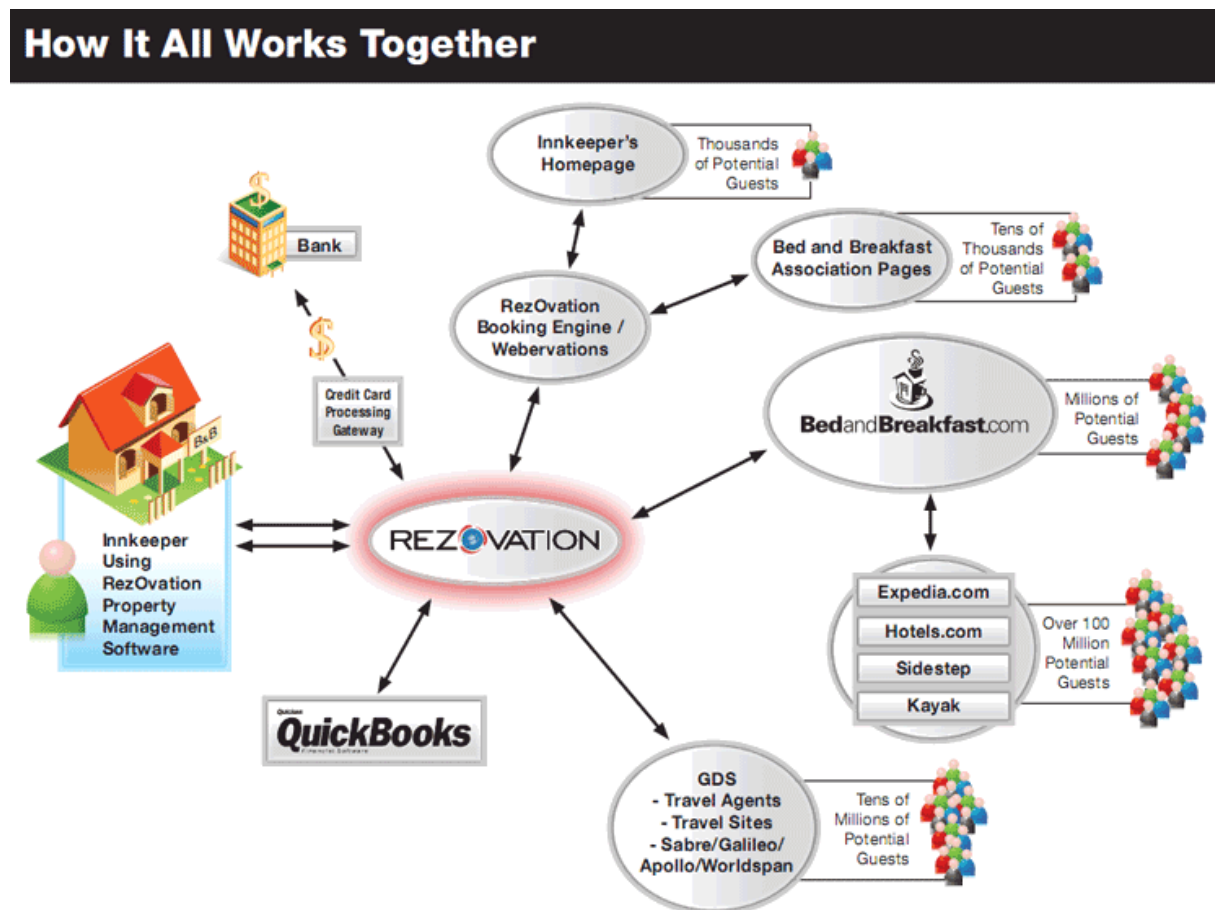 How It All Works Together
Innkeeper's
Homepage
Thousands
of Potential
Guests
Bank
Bed and Breakfast
Association Pages
Tens of
Thousands
of Potential
Guests
RezOvation
Booking Engine /
Webervations
$
$
Credit Card
Processing
Gateway
BedandBreakfast.com
Millions of
Potential
Guests
B&B
REZOVATION
Innkeeper
Using
RezOvation
Property
Management
Software
Expedia.com
Hotels.com
Sidestep
Kayak
Over 100
Million
Potential
Guests
Quicken
QuickBooks
Financial Software
GDS
- Travel Agents
- Travel Sites
- Sabre/Galileo/
Apollo/Worldspan
Tens of
Millions of
Potential
Guests